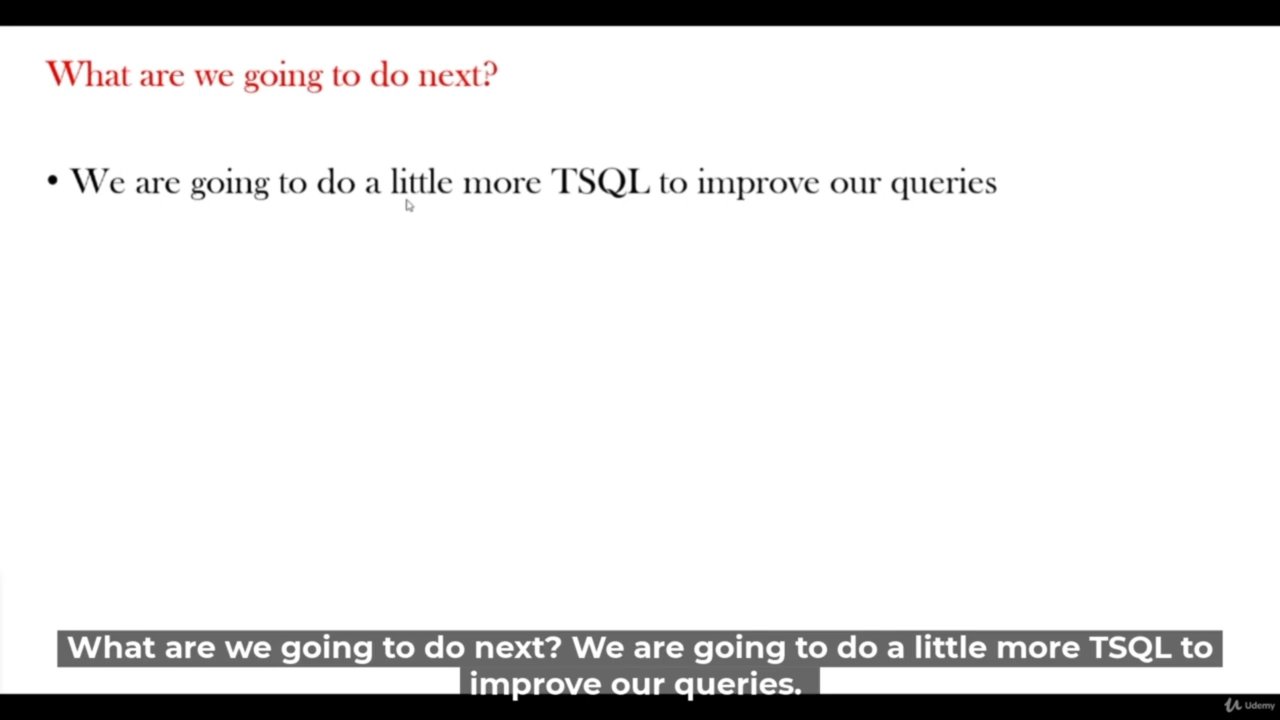 What are we going to do next?
• We are going to do a little more TSQL to improve our queries
What are we going to do next? We are going to do a little more TSQL to
improve our queries.
Udemy